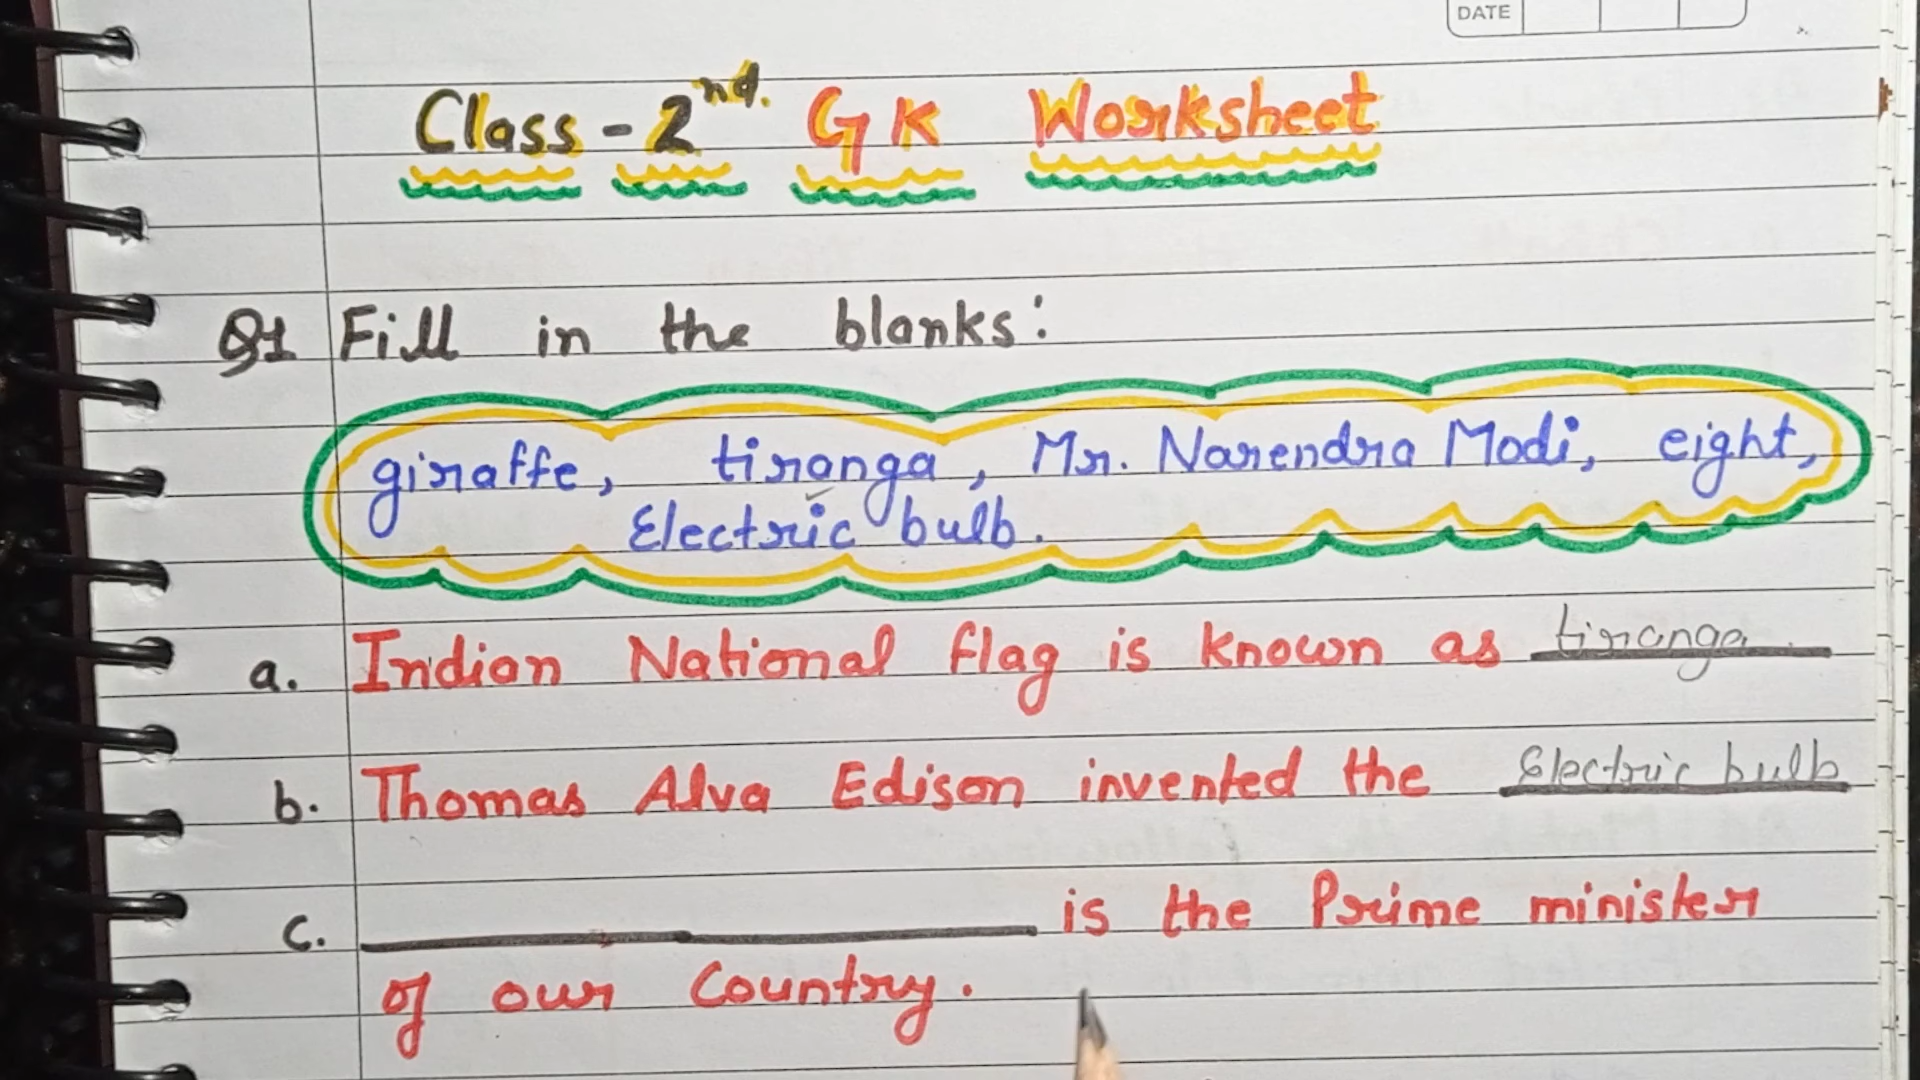 DATE
Class - 2nd. GK Worksheet
Q1 Fill in the blanks:
giraffe, tiranga, Mr. Narendra Modi, eight,
Electric bulb.
a. Indian National flag is known as tiranga
b. Thomas Alva Edison invented the Electric bulb
c. ____________ is the Prime minister
of our Country.